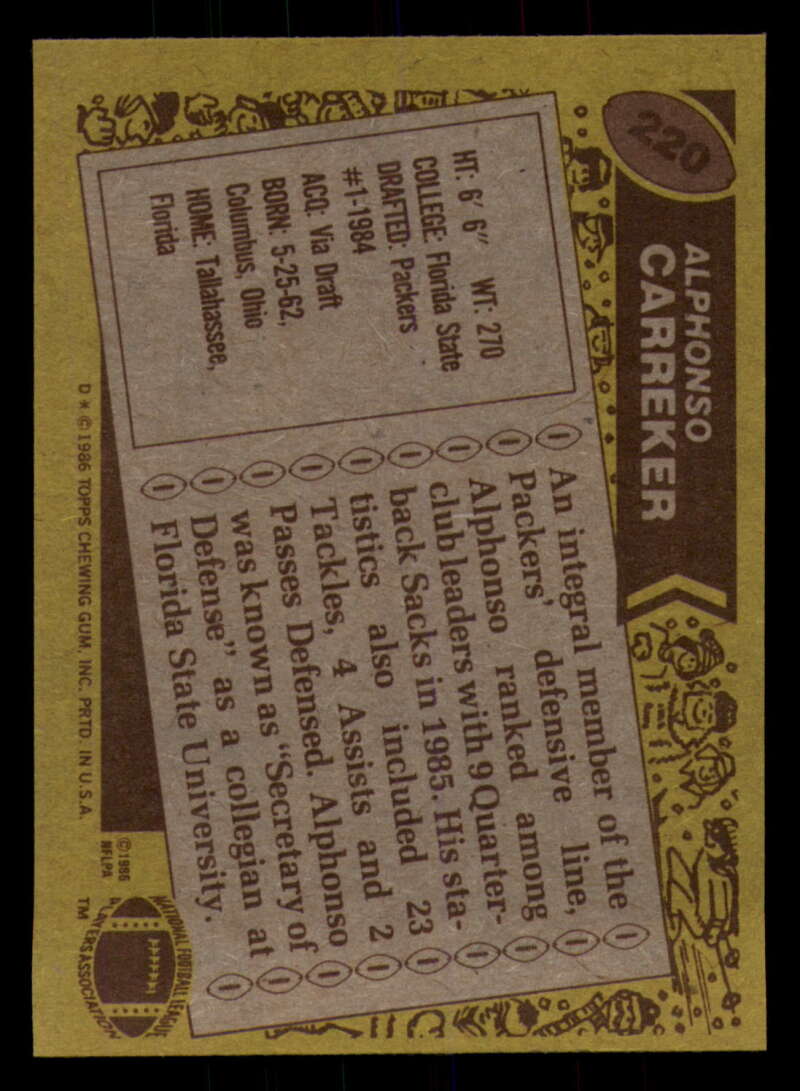 220
ALPHONSO
CARREKER
HT: 6' 6" WT: 270
COLLEGE: Florida State
DRAFTED: Packers
#1-1984
ACQ: Via Draft
BORN: 5-25-62,
Columbus, Ohio
HOME: Tallahassee,
Florida
An integral member of the
Packers' defensive line,
Alphonso ranked among
club leaders with 9 Quarter-
back Sacks in 1985. His sta-
tistics also included 23
Tackles, 4 Assists and 2
Passes Defensed. Alphonso
was known as "Secretary of
Defense" as a collegian at
Florida State University.
D * © 1986 TOPPS CHEWING GUM, INC. PRTD. IN U.S.A.
© 1986
NFLPA
NATIONAL FOOTBALL LEAGUE
PLAYERS ASSOCIATION
TM